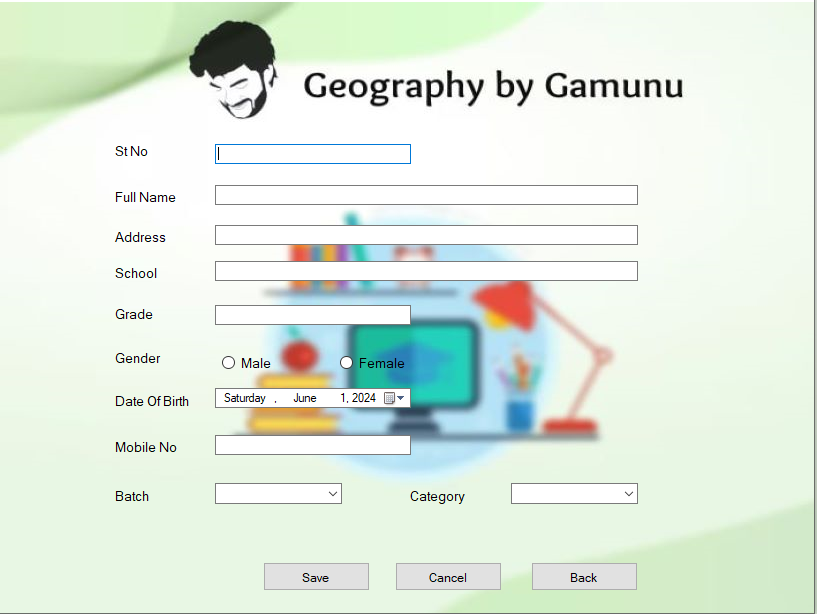 Geography by Gamunu
St No
Full Name
Address
School
Grade
Gender Male Female
Date Of Birth Saturday , June 1, 2024
Mobile No
Batch Category
Save Cancel Back